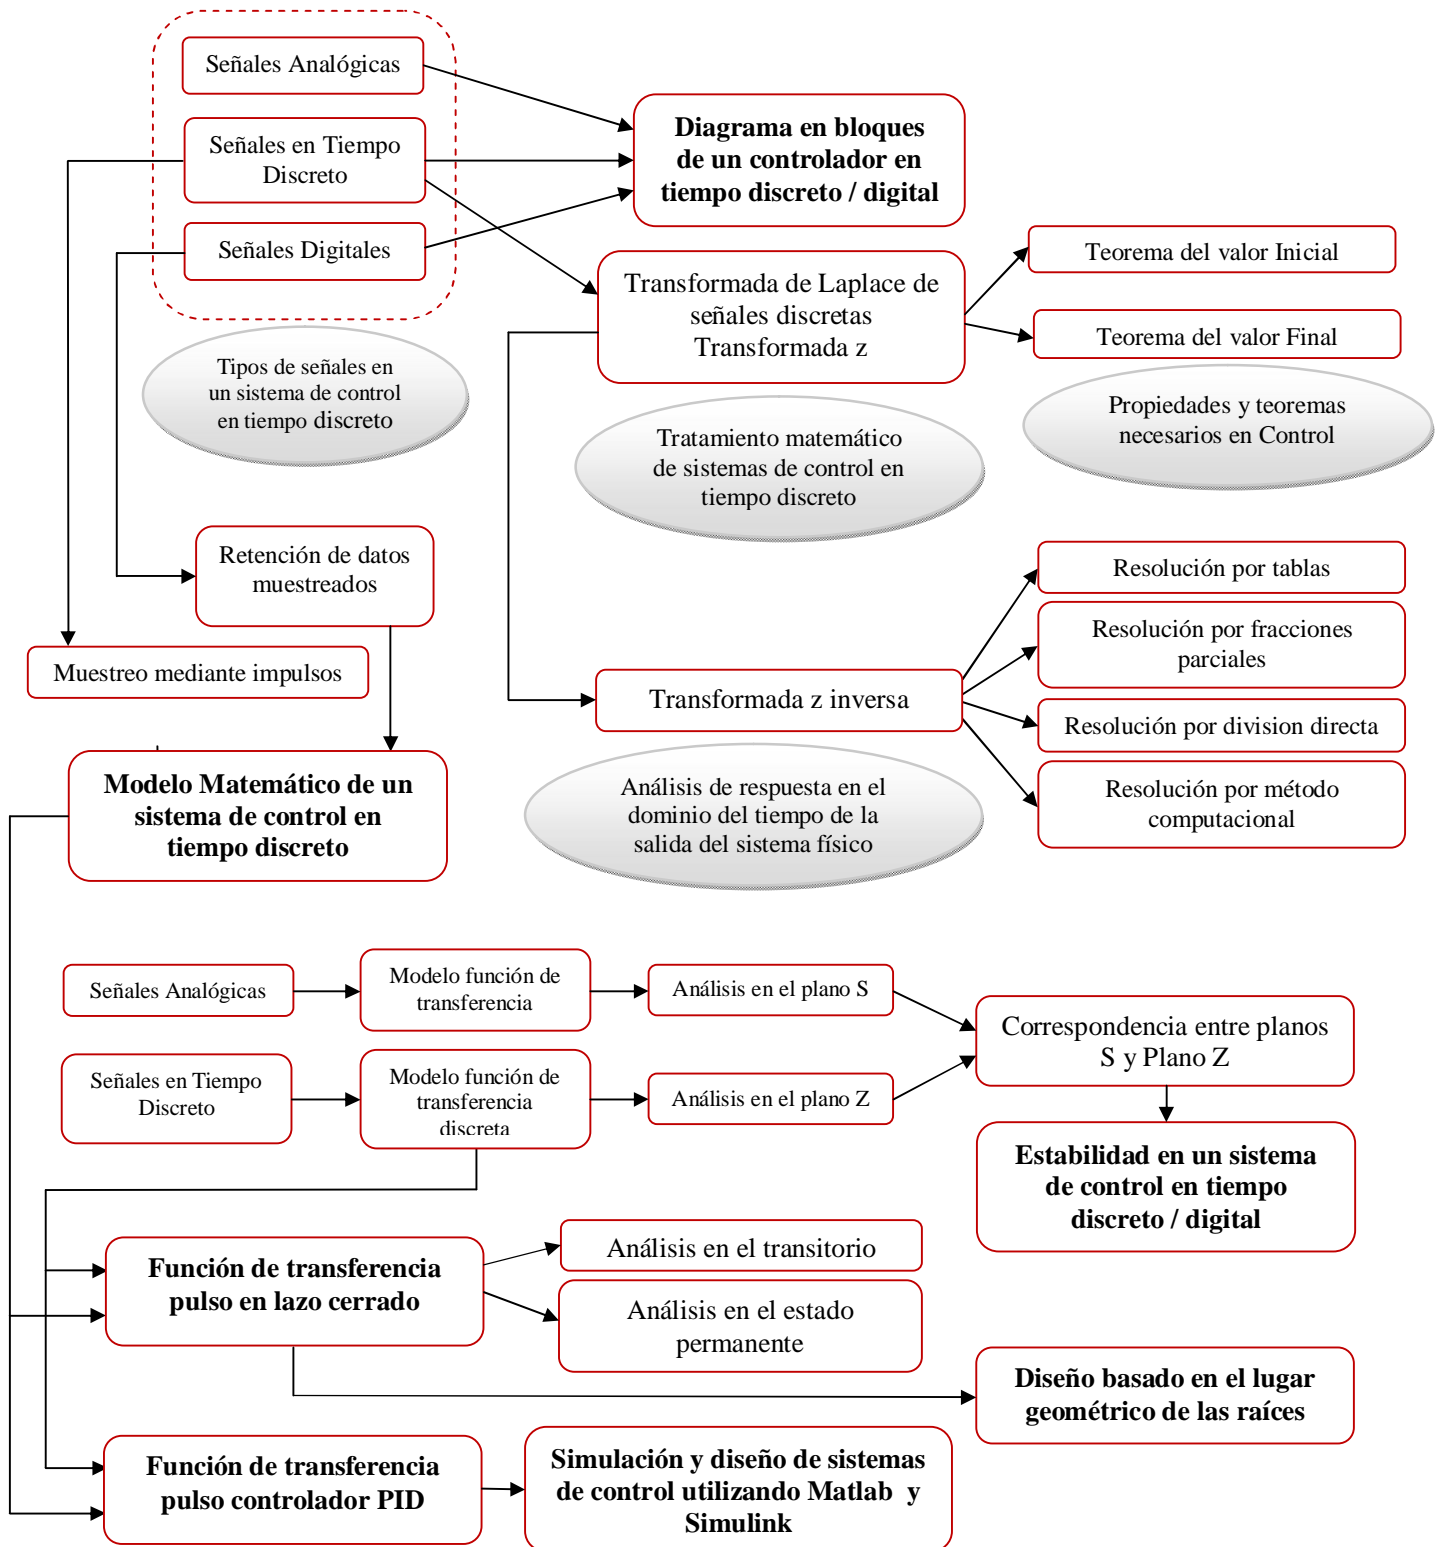 Señales Analógicas
Señales en Tiempo
Discreto
Señales Digitales
Diagrama en bloques
de un controlador en
tiempo discreto / digital
Transformada de Laplace de
señales discretas
Transformada z
Teorema del valor Inicial
Teorema del valor Final
Tipos de señales en
un sistema de control
en tiempo discreto
Tratamiento matemático
de sistemas de control en
tiempo discreto
Propiedades y teoremas
necesarios en Control
Retención de datos
muestreados
Muestreo mediante impulsos
Transformada z inversa
Resolución por tablas
Resolución por fracciones
parciales
Resolución por division directa
Resolución por método
computacional
Modelo Matemático de un
sistema de control en
tiempo discreto
Análisis de respuesta en el
dominio del tiempo de la
salida del sistema físico
Señales Analógicas
Modelo función de
transferencia
Análisis en el plano S
Correspondencia entre planos
S y Plano Z
Señales en Tiempo
Discreto
Modelo función de
transferencia
discreta
Análisis en el plano Z
Estabilidad en un sistema
de control en tiempo
discreto / digital
Función de transferencia
pulso en lazo cerrado
Análisis en el transitorio
Análisis en el estado
permanente
Diseño basado en el lugar
geométrico de las raíces
Función de transferencia
pulso controlador PID
Simulación y diseño de sistemas
de control utilizando Matlab y
Simulink